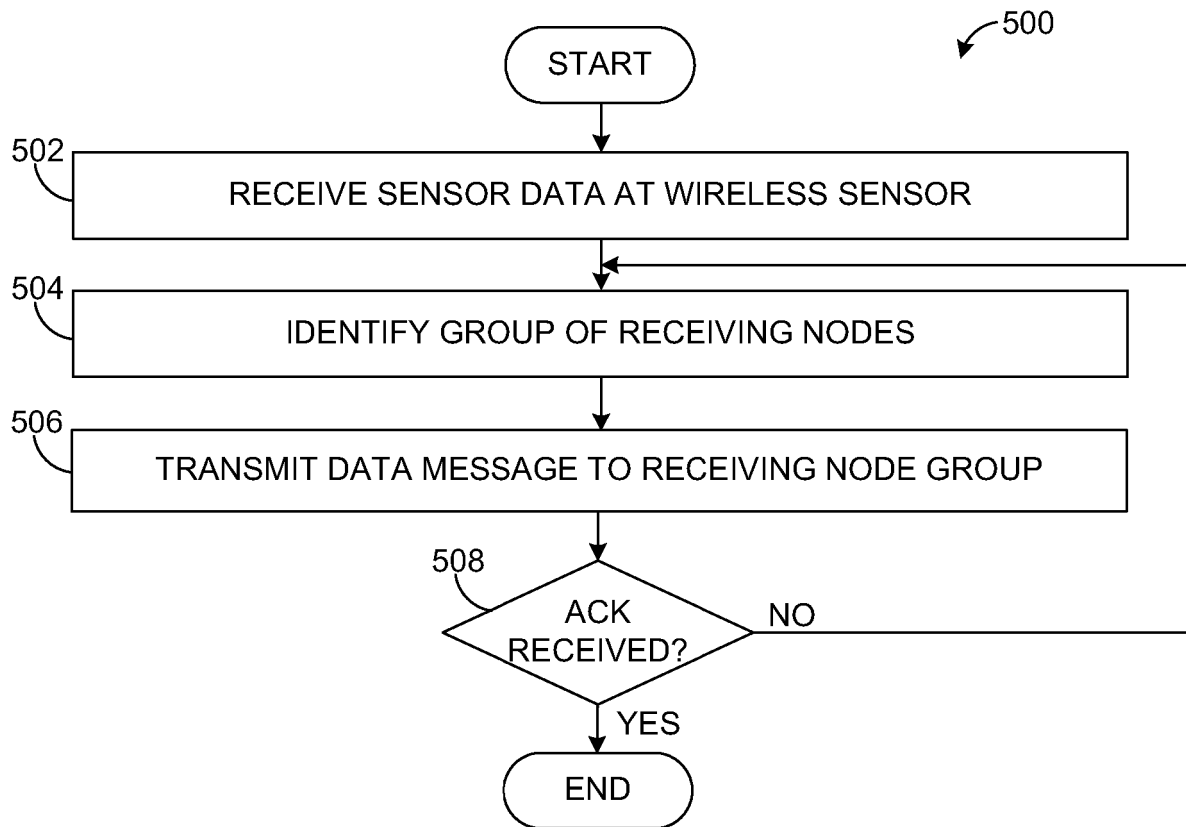 500
START
502
RECEIVE SENSOR DATA AT WIRELESS SENSOR
504
IDENTIFY GROUP OF RECEIVING NODES
506
TRANSMIT DATA MESSAGE TO RECEIVING NODE GROUP
508
ACK
RECEIVED?
NO
YES
END